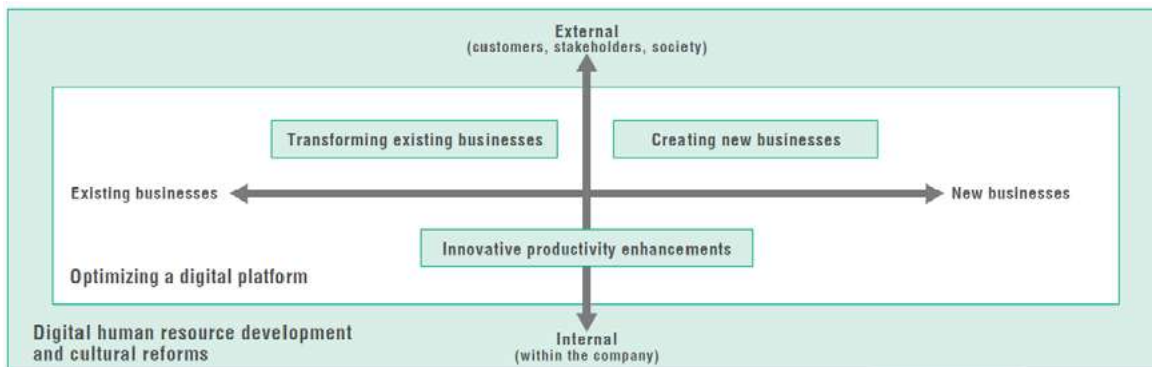 External
(customers, stakeholders, society)
Transforming existing businesses
Creating new businesses
Existing businesses
New businesses
Innovative productivity enhancements
Optimizing a digital platform
Digital human resource development
and cultural reforms
Internal
(within the company)